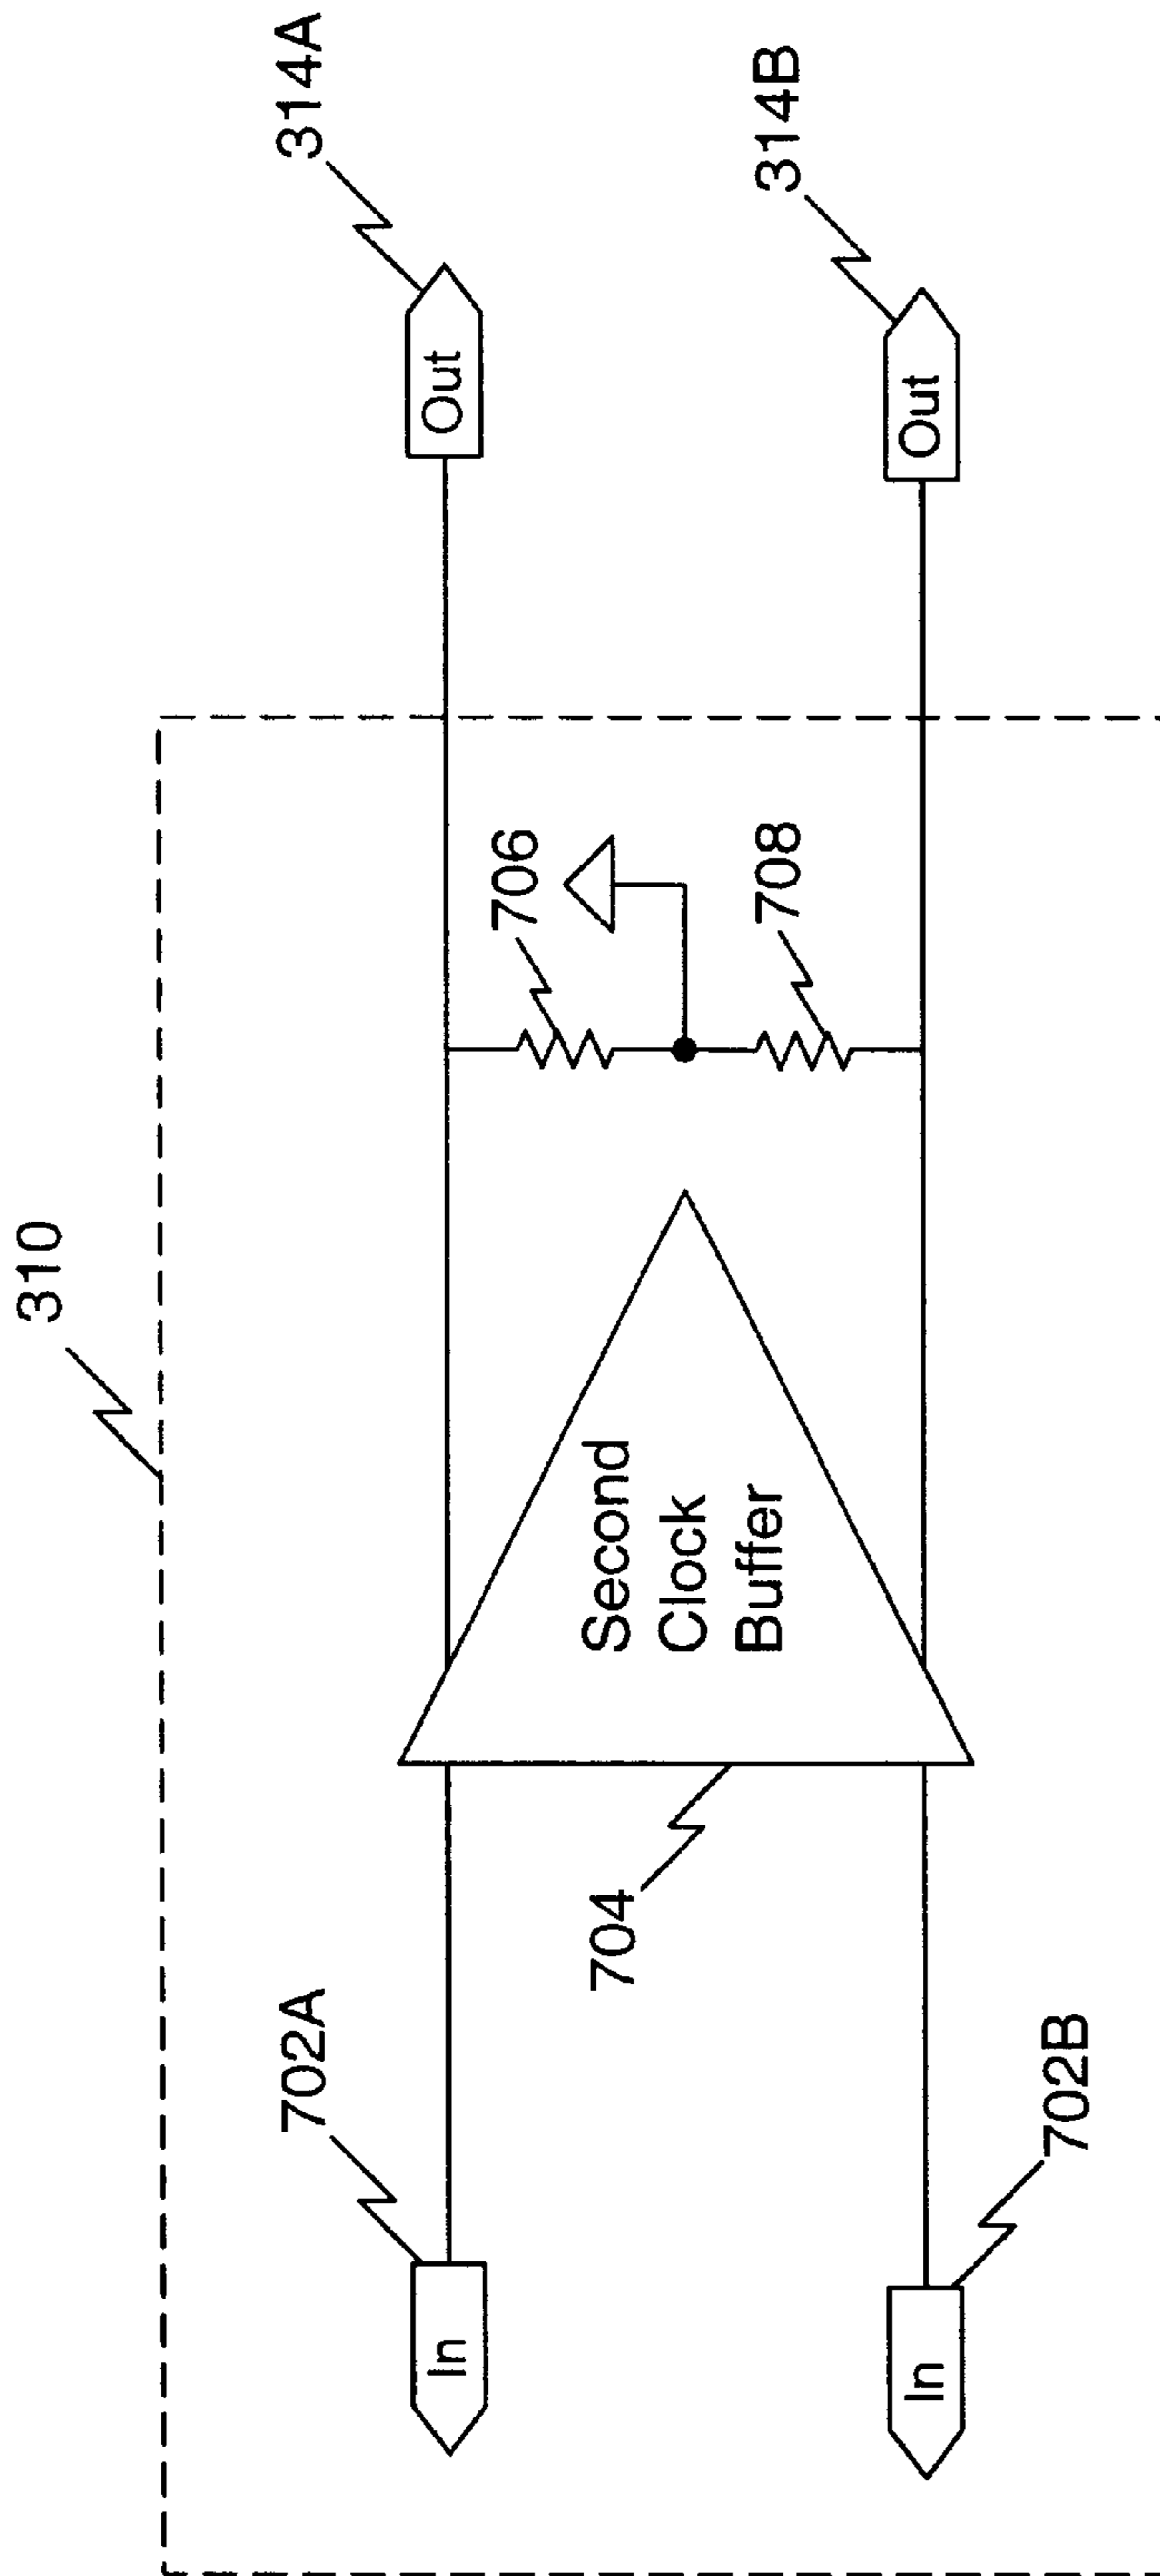 310
314A
Out
702A
In
706
Second
Clock
Buffer
704
708
314B
Out
702B
In